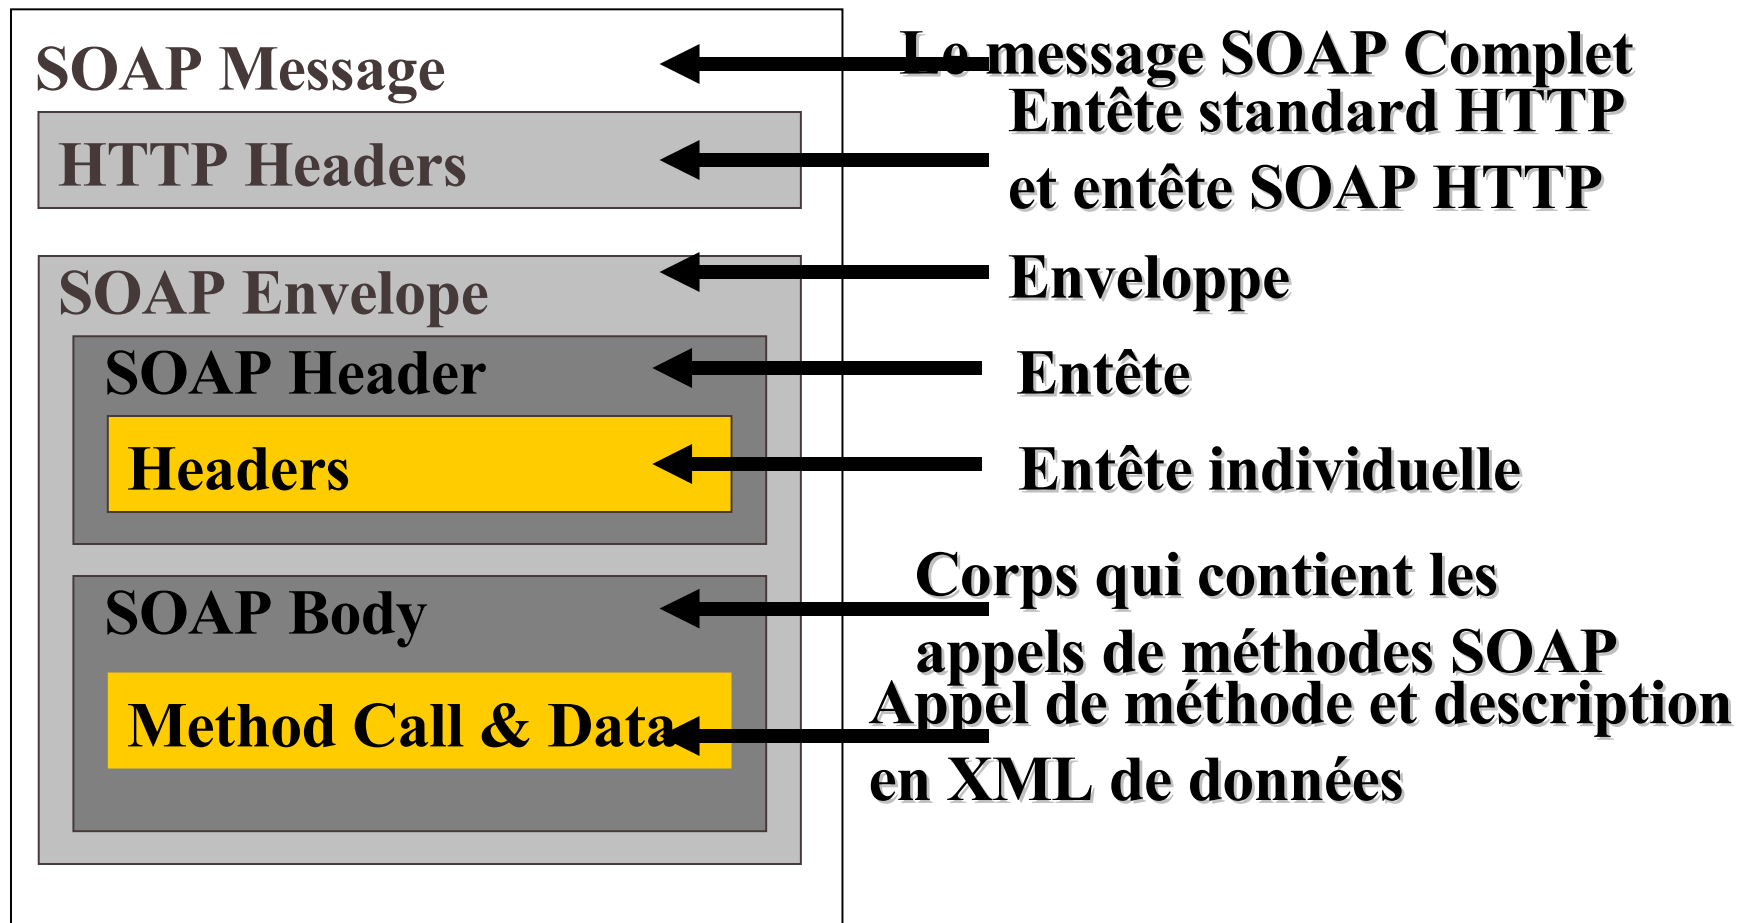 SOAP Message
Le message SOAP Complet
HTTP Headers
Entête standard HTTP
et entête SOAP HTTP
SOAP Envelope
Enveloppe
SOAP Header
Entête
Headers
Entête individuelle
SOAP Body
Corps qui contient les
appels de méthodes SOAP
Method Call & Data
Appel de méthode et description
en XML de données